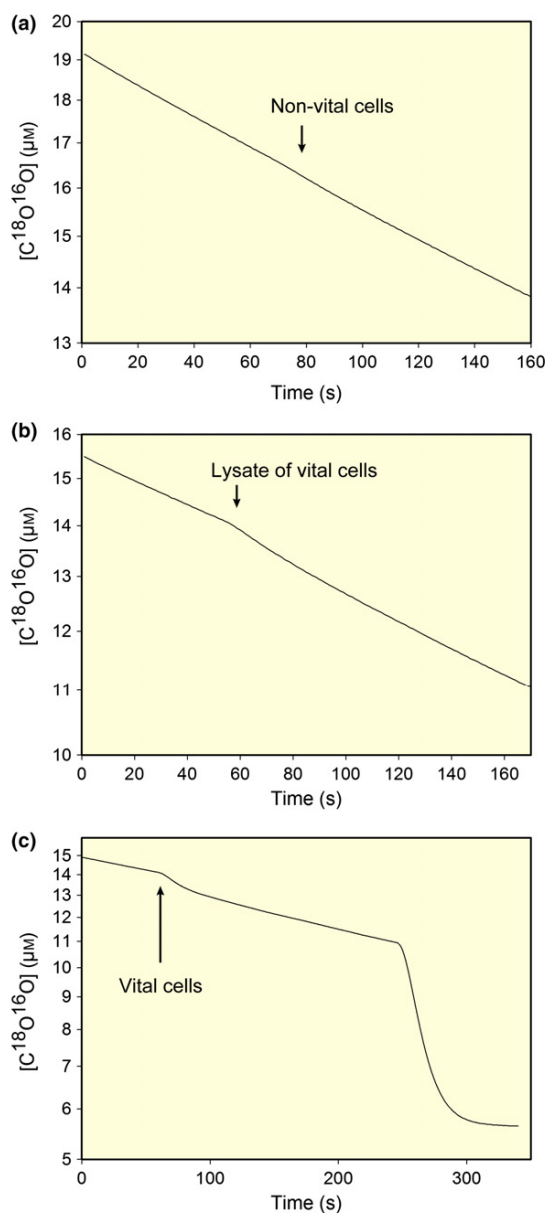 (a)
20
19
18
17
16
15
14
13
[C¹⁸O¹⁶O] (µM)
Non-vital cells
0 20 40 60 80 100 120 140 160
Time (s)
(b)
16
15
14
13
12
11
10
[C¹⁸O¹⁶O] (µM)
Lysate of vital cells
0 20 40 60 80 100 120 140 160
Time (s)
(c)
15
14
13
12
11
10
9
8
7
6
5
[C¹⁸O¹⁶O] (µM)
Vital cells
0 100 200 300
Time (s)